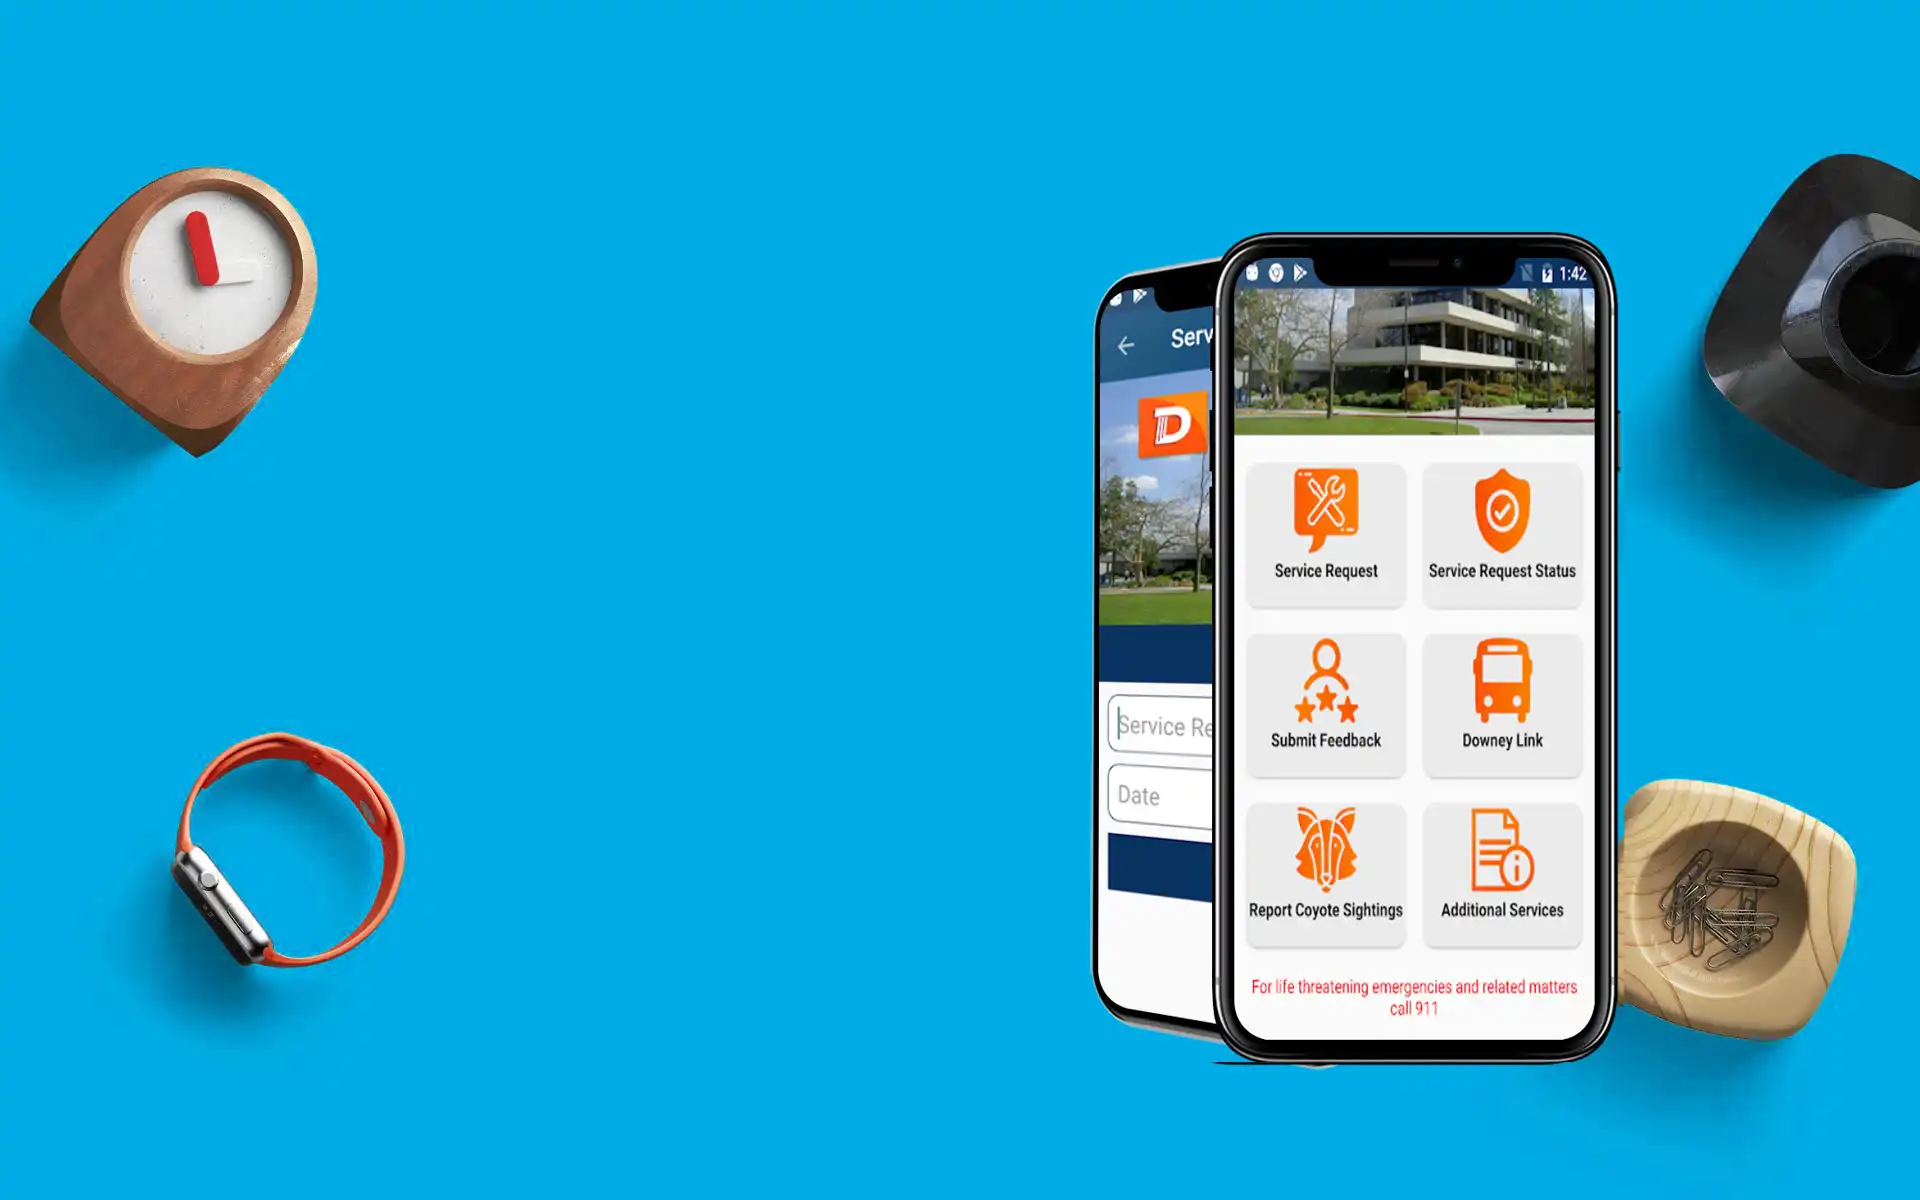 Serv
D
Service Re
Date
1:42
Service Request
Service Request Status
Submit Feedback
Downey Link
Report Coyote Sightings
Additional Services
For life threatening emergencies and related matters
call 911